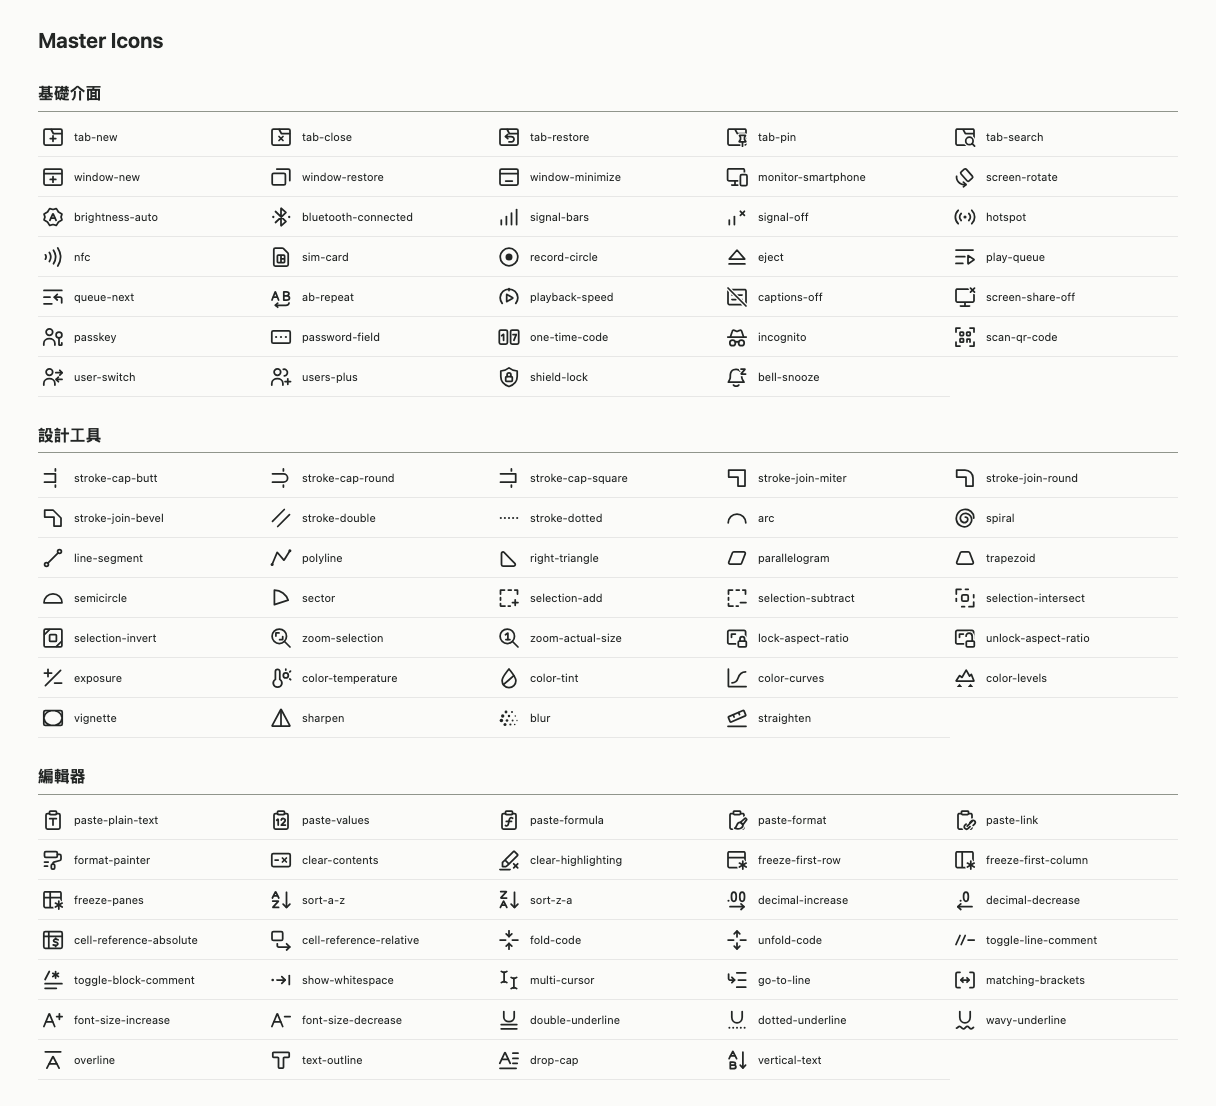 Master Icons
基礎介面
tab-new tab-close tab-restore tab-pin tab-search
window-new window-restore window-minimize monitor-smartphone screen-rotate
brightness-auto bluetooth-connected signal-bars signal-off hotspot
nfc sim-card record-circle eject play-queue
queue-next ab-repeat playback-speed captions-off screen-share-off
passkey password-field one-time-code incognito scan-qr-code
user-switch users-plus shield-lock bell-snooze
設計工具
stroke-cap-butt stroke-cap-round stroke-cap-square stroke-join-miter stroke-join-round
stroke-join-bevel stroke-double stroke-dotted arc spiral
line-segment polyline right-triangle parallelogram trapezoid
semicircle sector selection-add selection-subtract selection-intersect
selection-invert zoom-selection zoom-actual-size lock-aspect-ratio unlock-aspect-ratio
exposure color-temperature color-tint color-curves color-levels
vignette sharpen blur straighten
編輯器
paste-plain-text paste-values paste-formula paste-format paste-link
format-painter clear-contents clear-highlighting freeze-first-row freeze-first-column
freeze-panes sort-a-z sort-z-a decimal-increase decimal-decrease
cell-reference-absolute cell-reference-relative fold-code unfold-code toggle-line-comment
toggle-block-comment show-whitespace multi-cursor go-to-line matching-brackets
font-size-increase font-size-decrease double-underline dotted-underline wavy-underline
overline text-outline drop-cap vertical-text